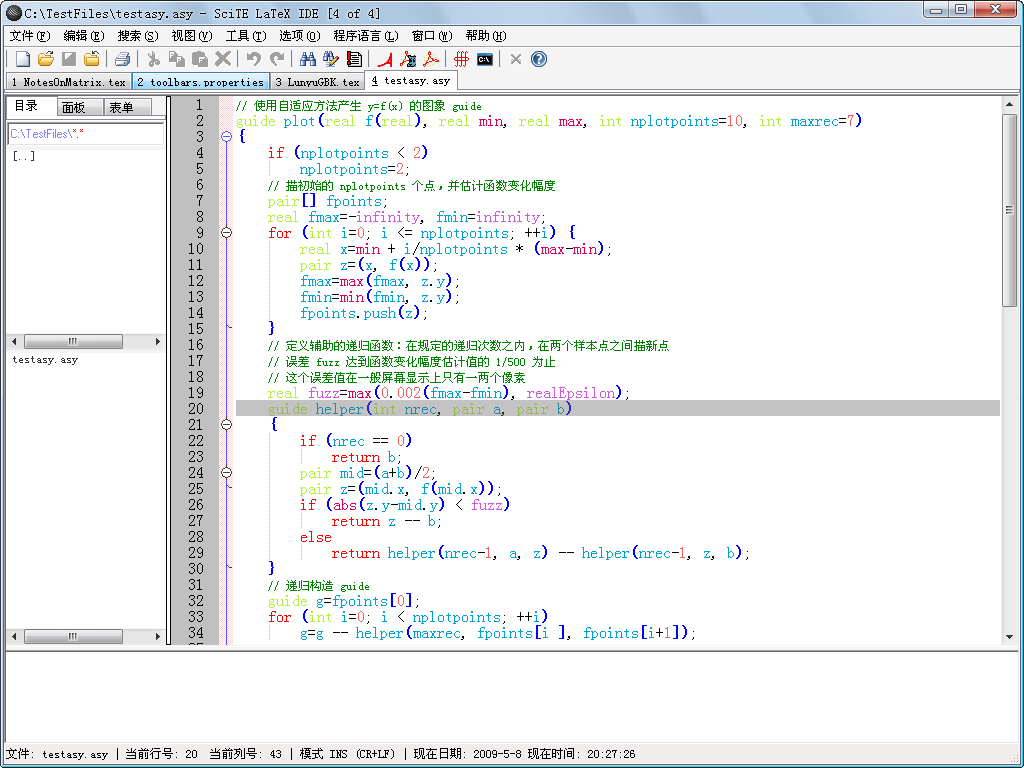 C:\TestFiles\testasy.asy - SciTE LaTeX IDE [4 of 4]
文件(F) 编辑(E) 搜索(S) 视图(V) 工具(T) 选项(O) 程序语言(L) 窗口(W) 帮助(H)
1 NotesOnMatrix.tex 2 toolbars.properties 3 LunyuGBK.tex 4 testasy.asy
目录 面板 表单
C:\TestFiles\*.*
[..]
testasy.asy
1 // 使用自适应方法产生 y=f(x) 的图象 guide
2 guide plot(real f(real), real min, real max, int nplotpoints=10, int maxrec=7)
3 {
4 if (nplotpoints < 2)
5 nplotpoints=2;
6 // 描初始的 nplotpoints 个点，并估计函数变化幅度
7 pair[] fpoints;
8 real fmax=-infinity, fmin=infinity;
9 for (int i=0; i <= nplotpoints; ++i) {
10 real x=min + i/nplotpoints * (max-min);
11 pair z=(x, f(x));
12 fmax=max(fmax, z.y);
13 fmin=min(fmin, z.y);
14 fpoints.push(z);
15 }
16 // 定义辅助的递归函数：在规定的递归次数之内，在两个样本点之间描新点
17 // 误差 fuzz 达到函数变化幅度估计值的 1/500 为止
18 // 这个误差值在一般屏幕显示上只有一两个像素
19 real fuzz=max(0.002(fmax-fmin), realEpsilon);
20 guide helper(int nrec, pair a, pair b)
21 {
22 if (nrec == 0)
23 return b;
24 pair mid=(a+b)/2;
25 pair z=(mid.x, f(mid.x));
26 if (abs(z.y-mid.y) < fuzz)
27 return z -- b;
28 else
29 return helper(nrec-1, a, z) -- helper(nrec-1, z, b);
30 }
31 // 递归构造 guide
32 guide g=fpoints[0];
33 for (int i=0; i < nplotpoints; ++i)
34 g=g -- helper(maxrec, fpoints[i ], fpoints[i+1]);
文件: testasy.asy | 当前行号: 20 当前列号: 43 | 模式 INS (CR+LF) | 现在日期: 2009-5-8 现在时间: 20:27:26